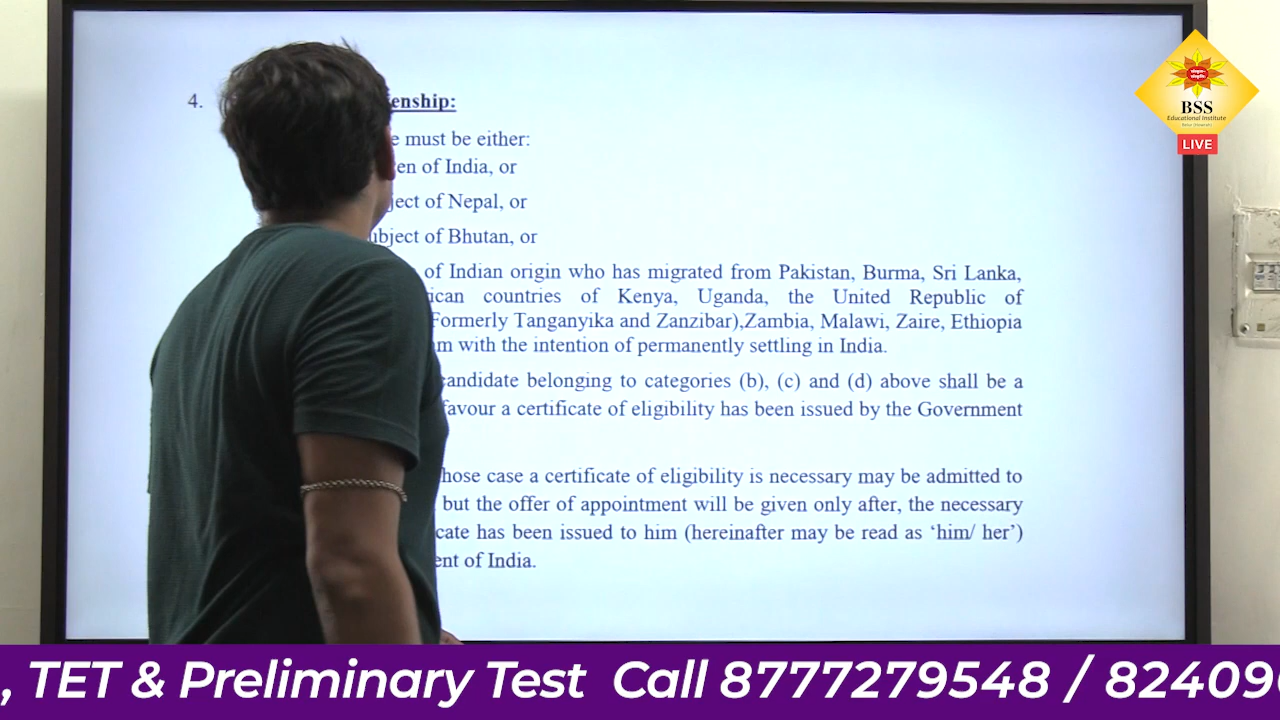 4. enship:
e must be either:
en of India, or
ject of Nepal, or
ubject of Bhutan, or
of Indian origin who has migrated from Pakistan, Burma, Sri Lanka,
ican countries of Kenya, Uganda, the United Republic of
Formerly Tanganyika and Zanzibar),Zambia, Malawi, Zaire, Ethiopia
m with the intention of permanently settling in India.
candidate belonging to categories (b), (c) and (d) above shall be a
favour a certificate of eligibility has been issued by the Government
hose case a certificate of eligibility is necessary may be admitted to
but the offer of appointment will be given only after, the necessary
cate has been issued to him (hereinafter may be read as ‘him/ her’)
ent of India.
BSS
Educational Institute
LIVE
, TET & Preliminary Test Call 8777279548 / 82409